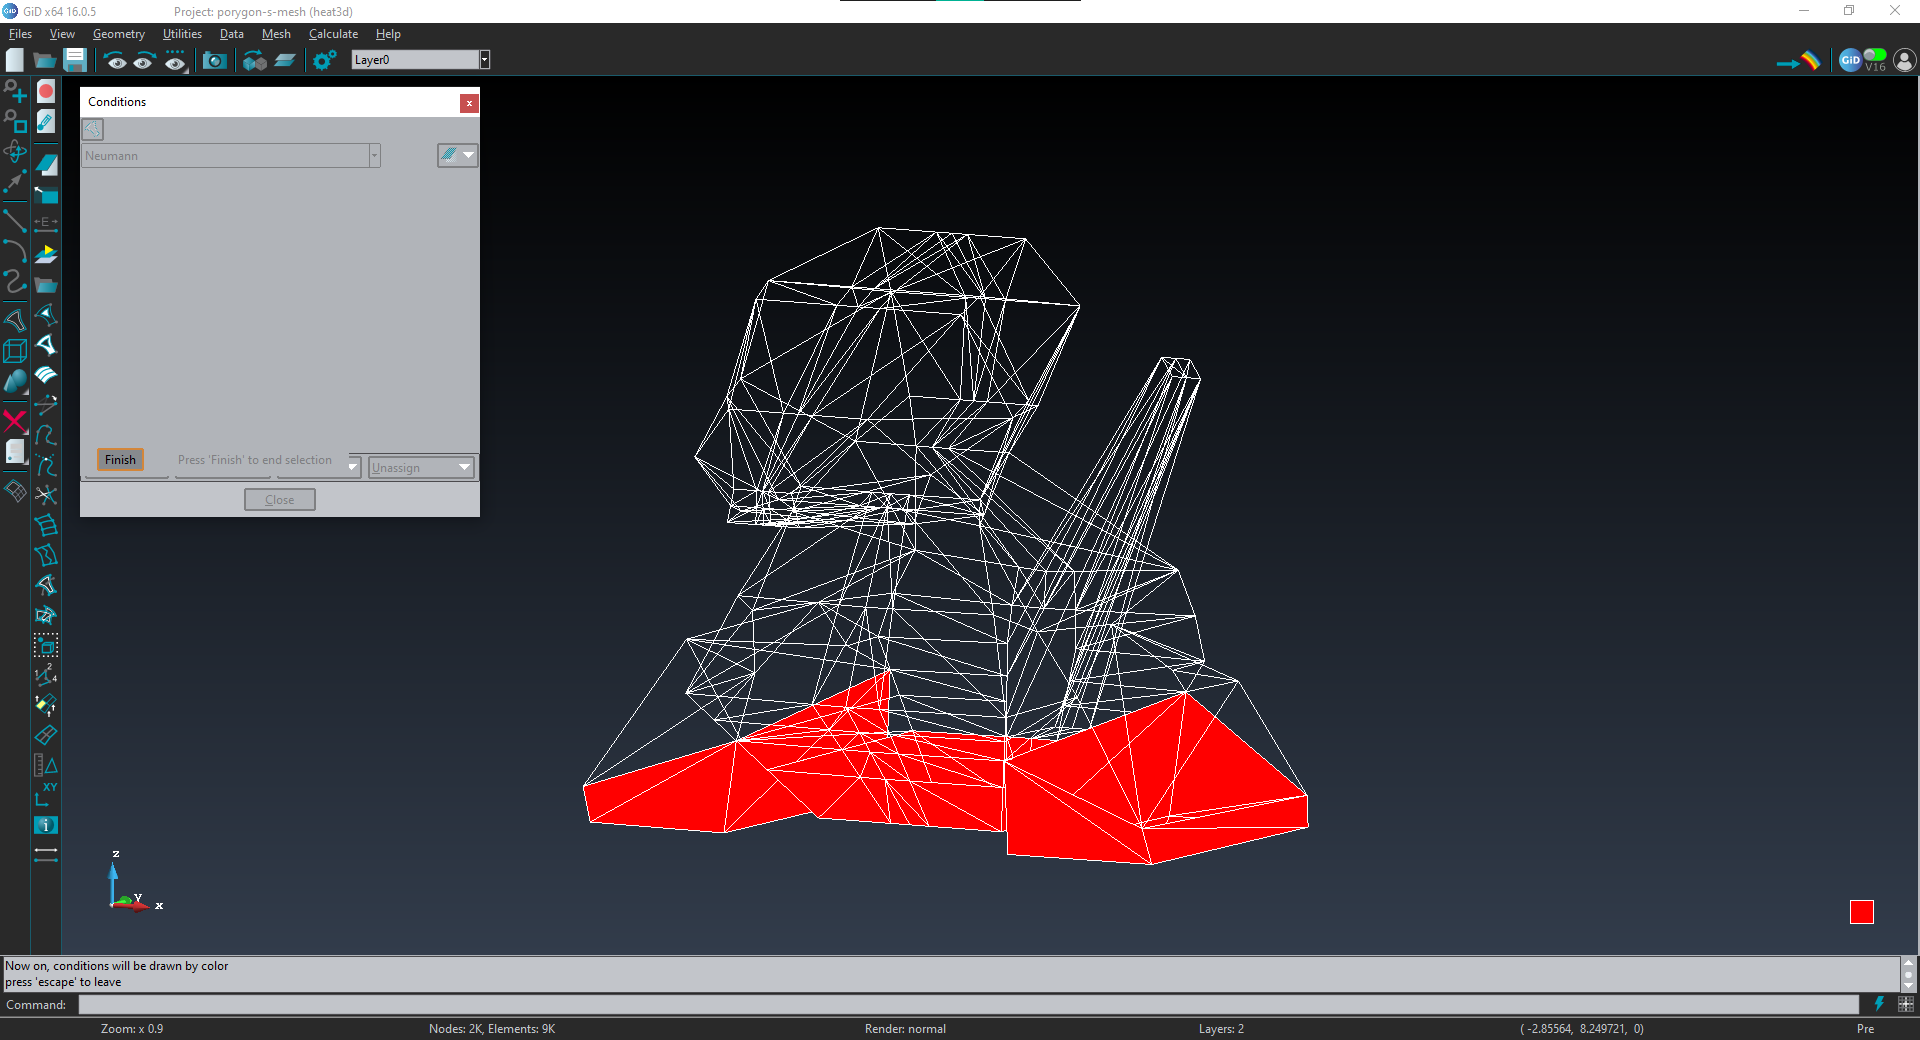 GiD x64 16.0.5
Project: porygon-s-mesh (heat3d)
Files View Geometry Utilities Data Mesh Calculate Help
Layer0
GiD V16
Conditions
x
Neumann
E
Finish
Press 'Finish' to end selection
Unassign
Close
2
4
XY
z
y
x
Now on, conditions will be drawn by color
press 'escape' to leave
Command:
Zoom: x 0.9
Nodes: 2K, Elements: 9K
Render: normal
Layers: 2
( -2.85564, 8.249721, 0)
Pre